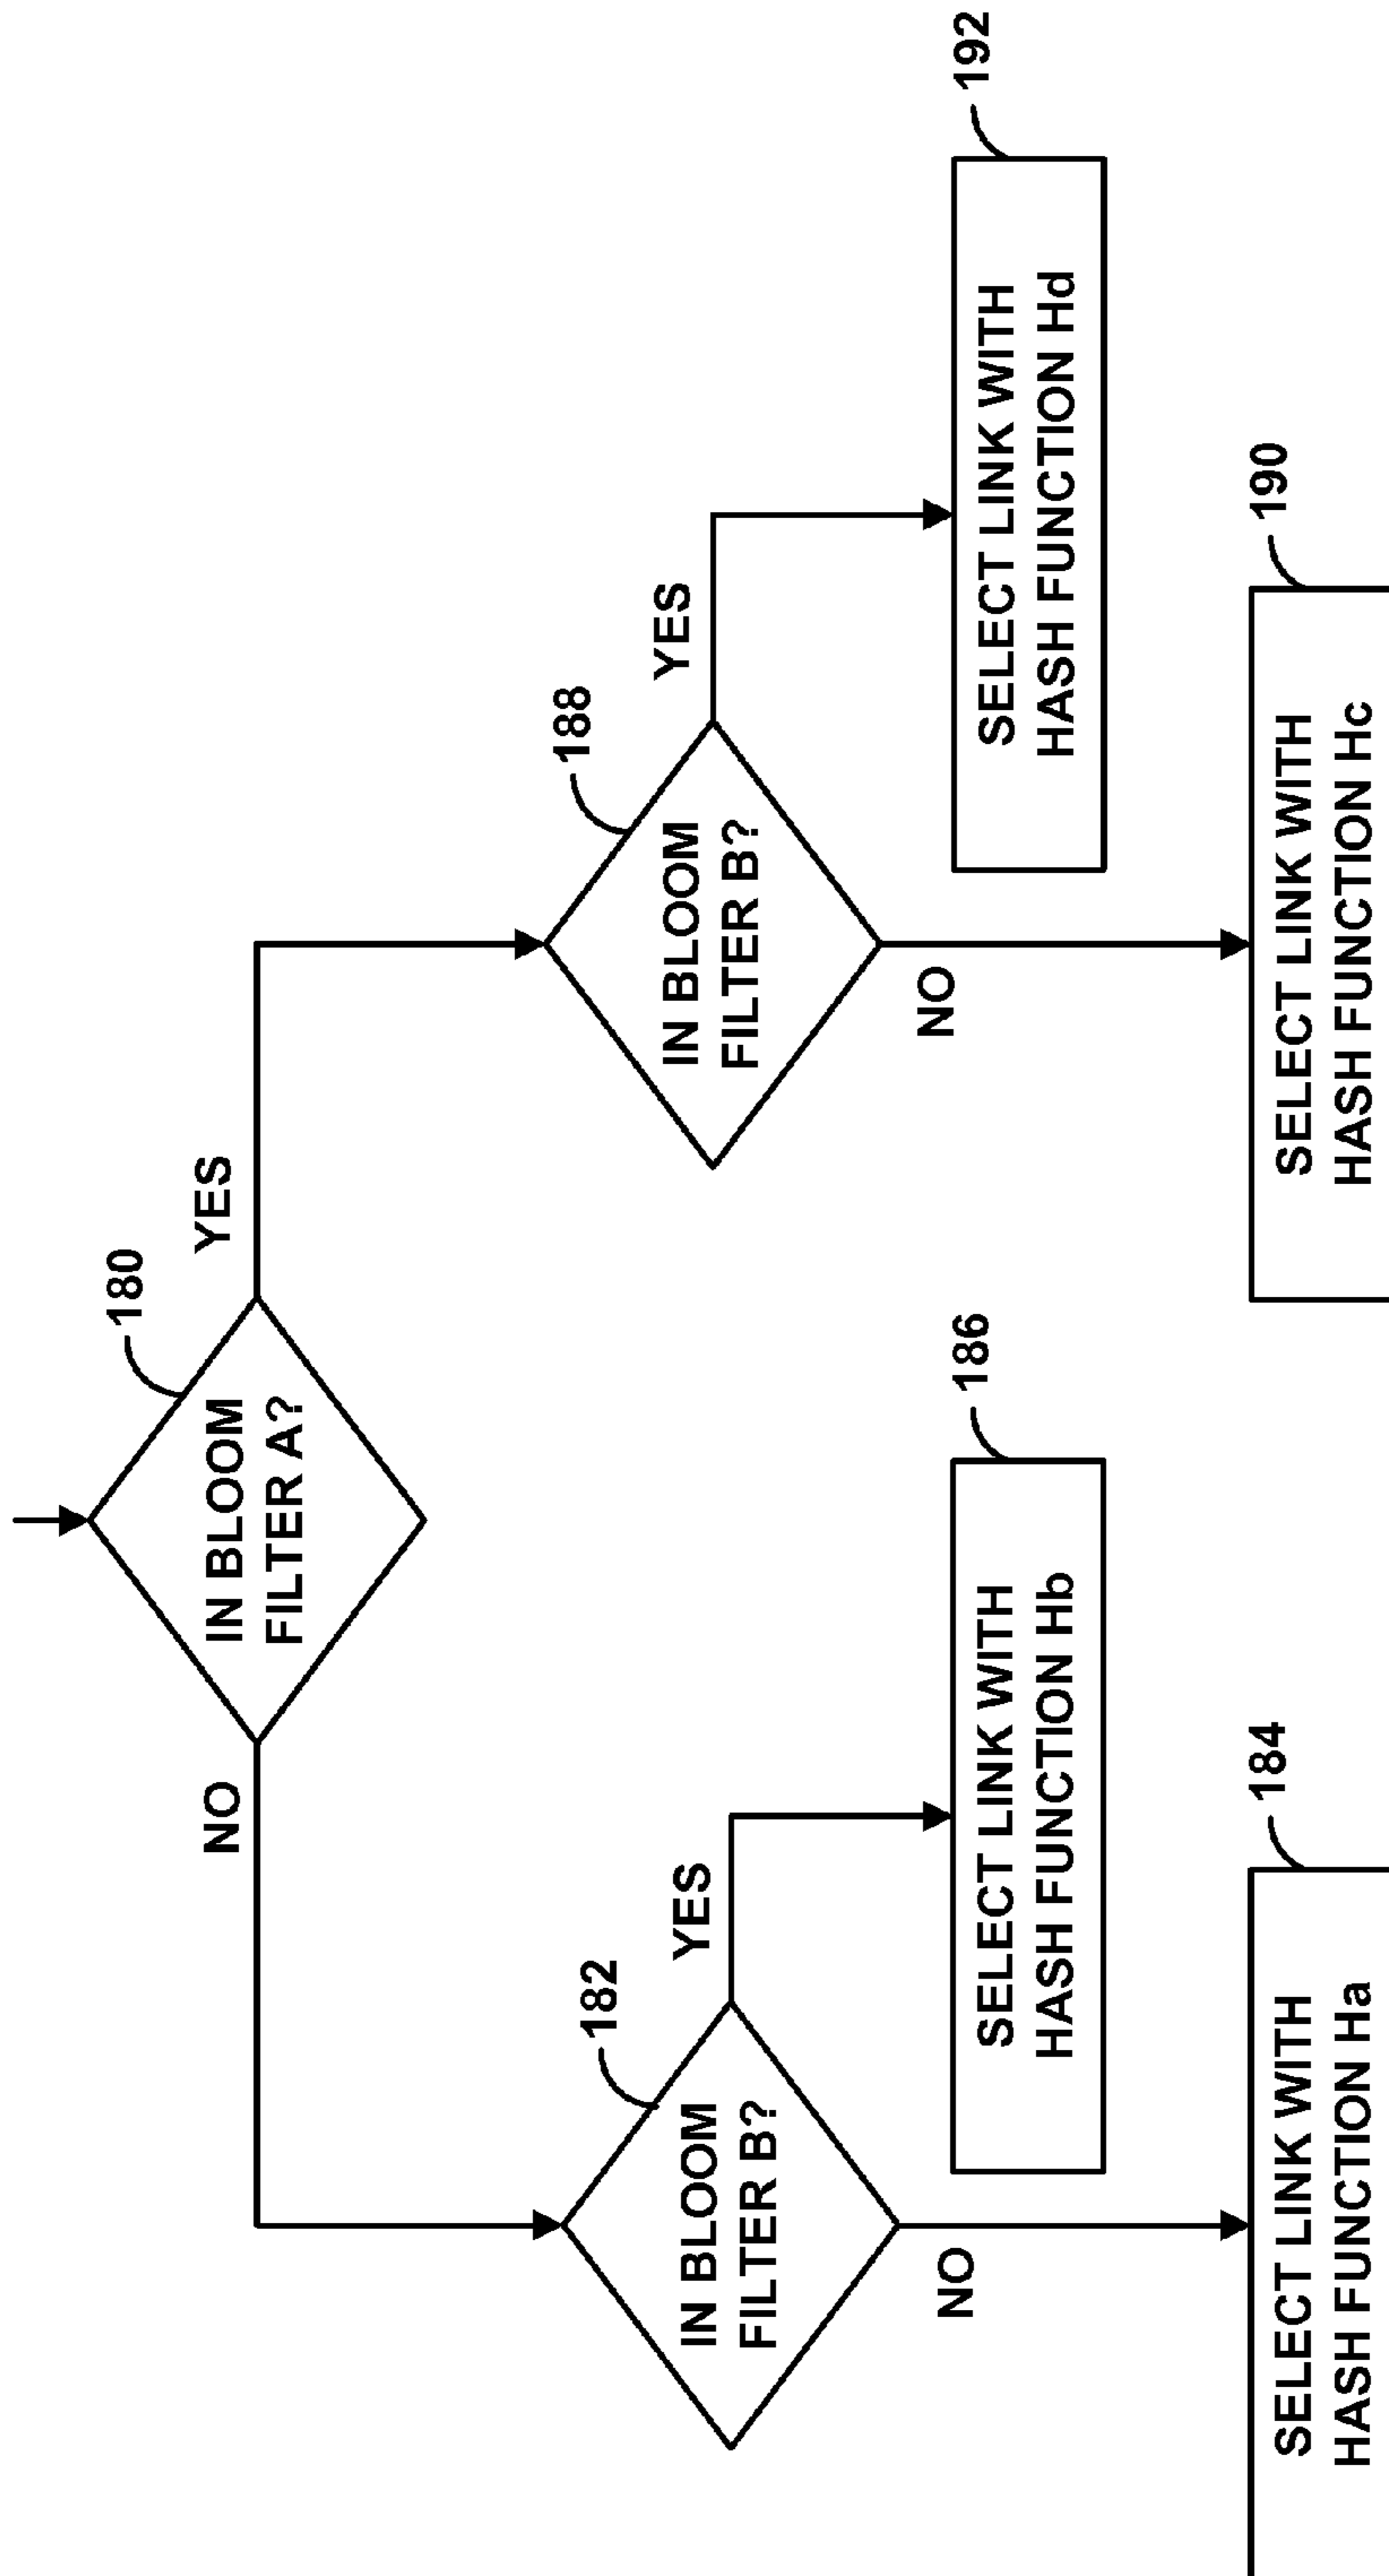 180
IN BLOOM
FILTER A?
NO
YES
182
IN BLOOM
FILTER B?
YES
NO
188
IN BLOOM
FILTER B?
YES
NO
186
SELECT LINK WITH
HASH FUNCTION Hb
192
SELECT LINK WITH
HASH FUNCTION Hd
184
SELECT LINK WITH
HASH FUNCTION Ha
190
SELECT LINK WITH
HASH FUNCTION Hc